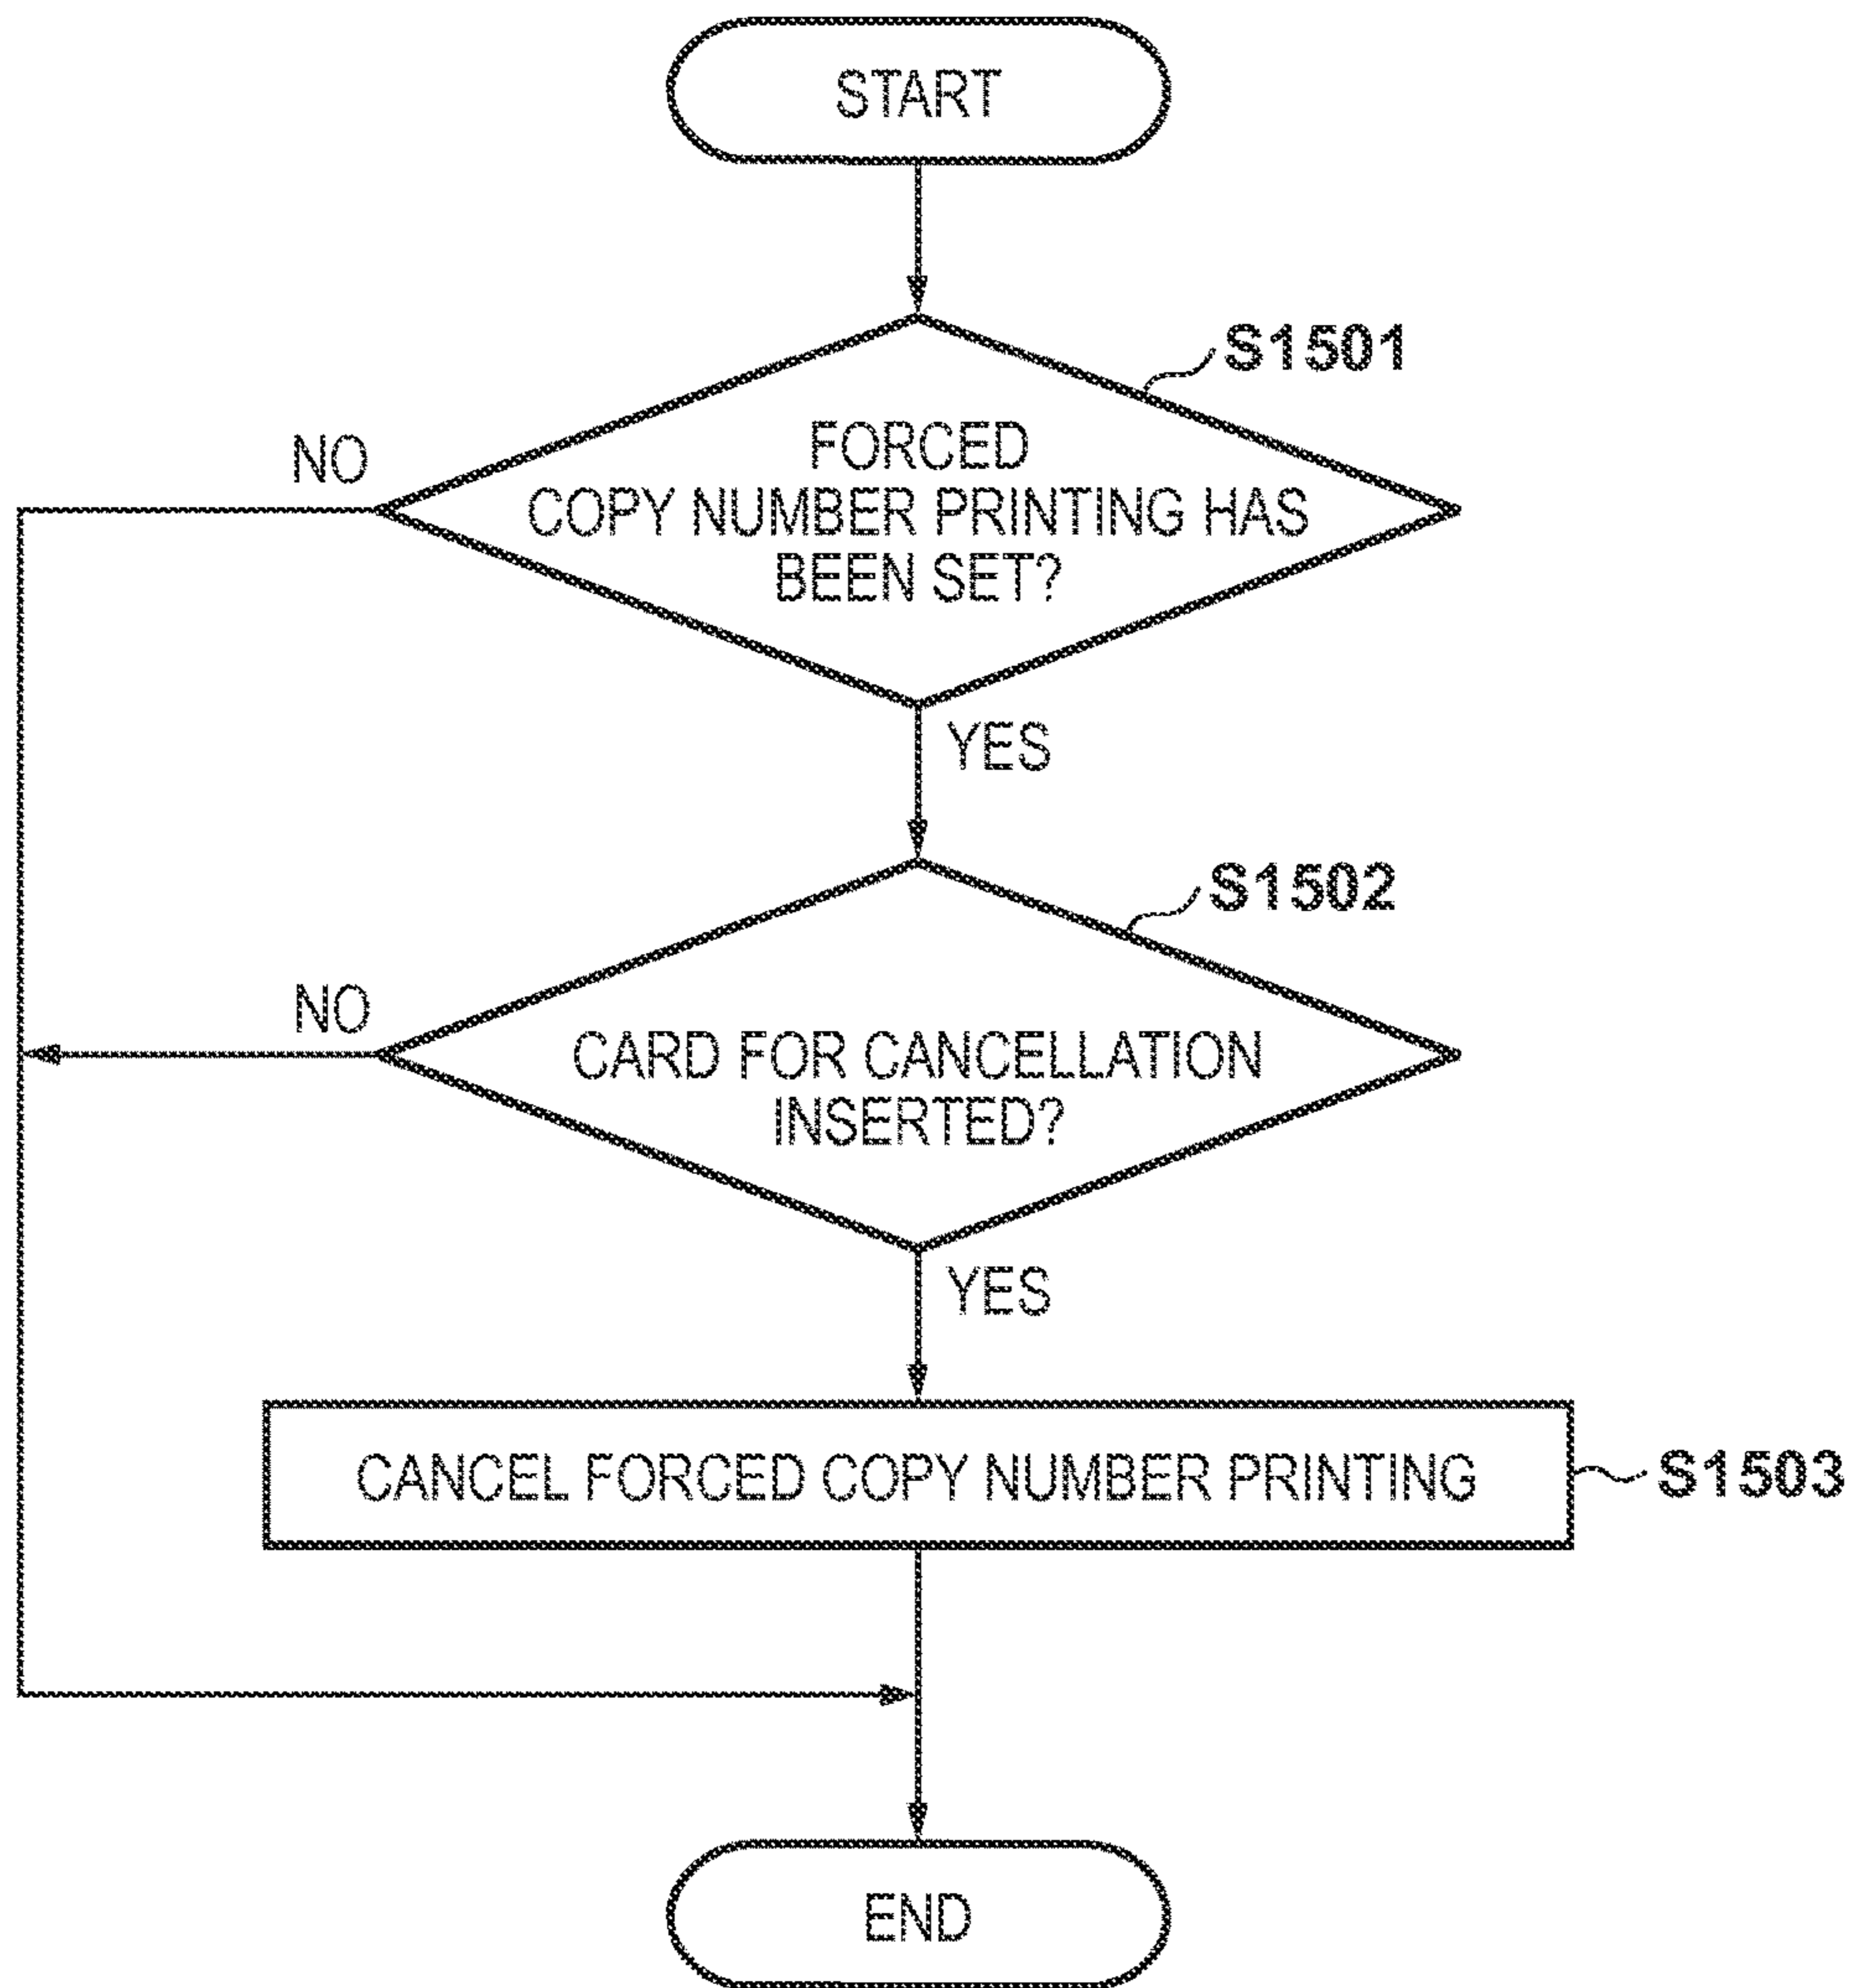 START
S1501
NO
FORCED
COPY NUMBER PRINTING HAS
BEEN SET?
YES
S1502
NO
CARD FOR CANCELLATION
INSERTED?
YES
CANCEL FORCED COPY NUMBER PRINTING
S1503
END